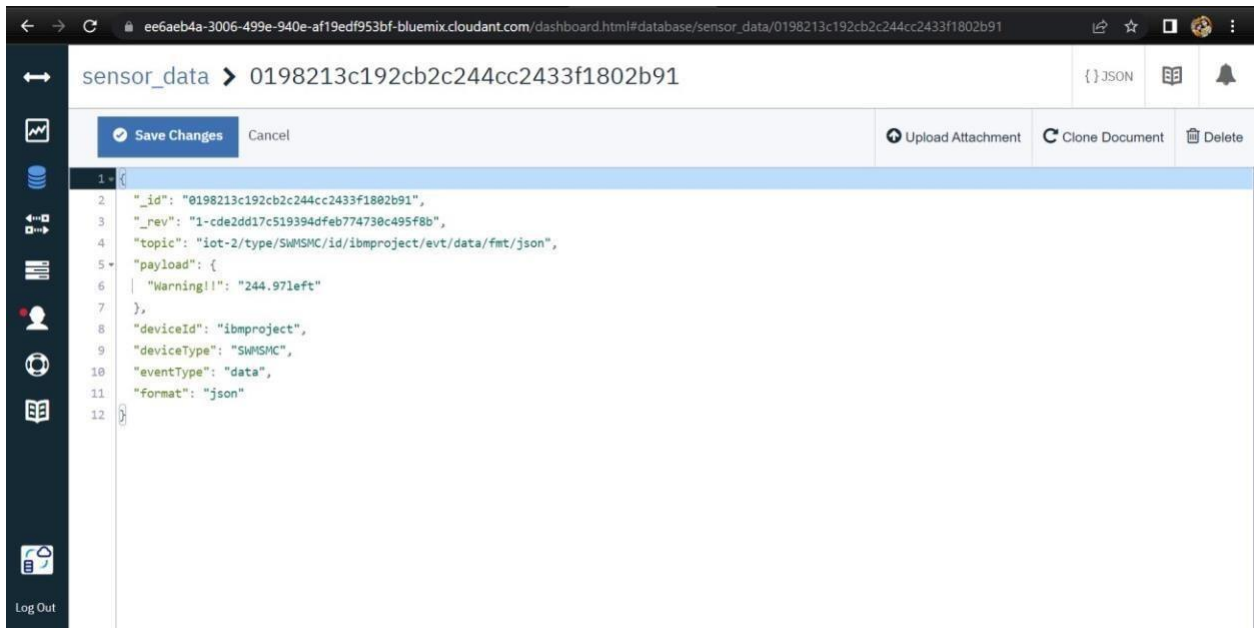 ee6aeb4a-3006-499e-940e-af19edf953bf-bluemix.cloudant.com/dashboard.html#database/sensor_data/0198213c192cb2c244cc2433f1802b91
sensor_data > 0198213c192cb2c244cc2433f1802b91
{ } JSON
Save Changes Cancel Upload Attachment Clone Document Delete
1 {
2 "_id": "0198213c192cb2c244cc2433f1802b91",
3 "_rev": "1-cde2dd17c519394dfeb774730c495f8b",
4 "topic": "iot-2/type/SWMSMC/id/ibmproject/evt/data/fmt/json",
5 "payload": {
6 "Warning!!": "244.97left"
7 },
8 "deviceId": "ibmproject",
9 "deviceType": "SWMSMC",
10 "eventType": "data",
11 "format": "json"
12 }
Log Out